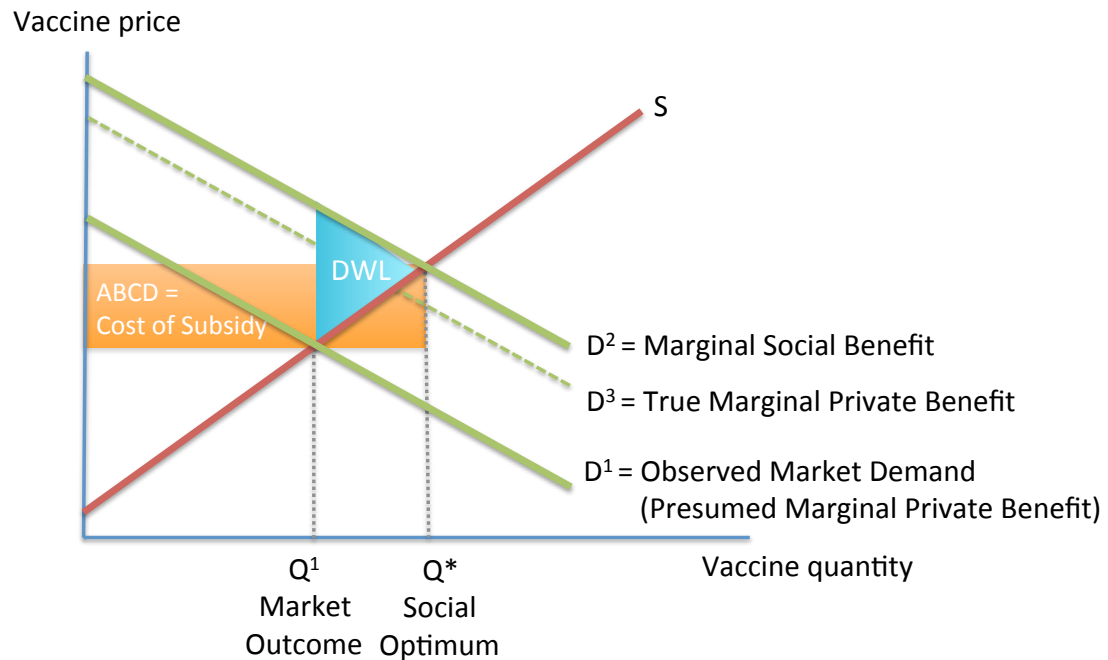 Vaccine price
S
DWL
ABCD =
Cost of Subsidy
D² = Marginal Social Benefit
D³ = True Marginal Private Benefit
D¹ = Observed Market Demand
(Presumed Marginal Private Benefit)
Q¹
Market
Outcome
Q*
Social
Optimum
Vaccine quantity